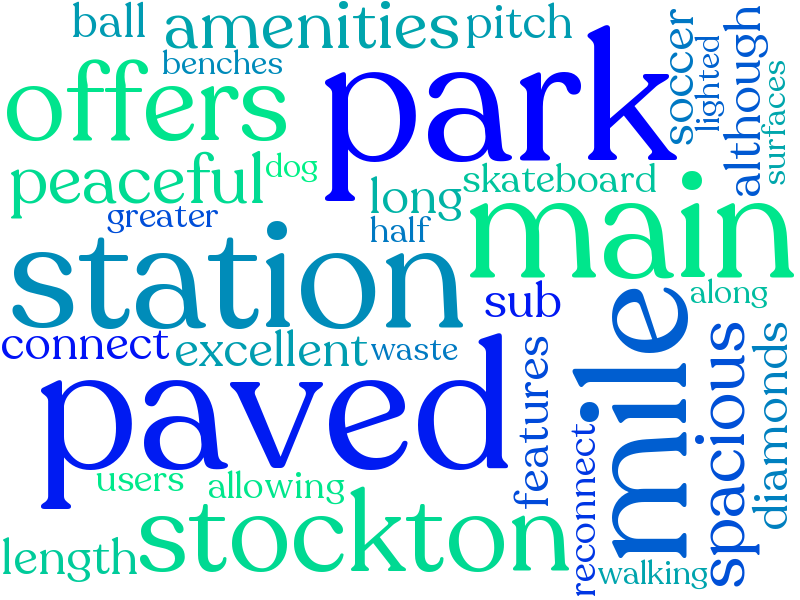 ball
amenities
pitch
benches
offers
park
soccer
lighted
although
surfaces
peaceful
dog
long
skateboard
greater
half
main
station
sub
along
connect
excellent
waste
paved
features
mile
spacious
diamonds
reconnect
users
allowing
stockton
length
walking